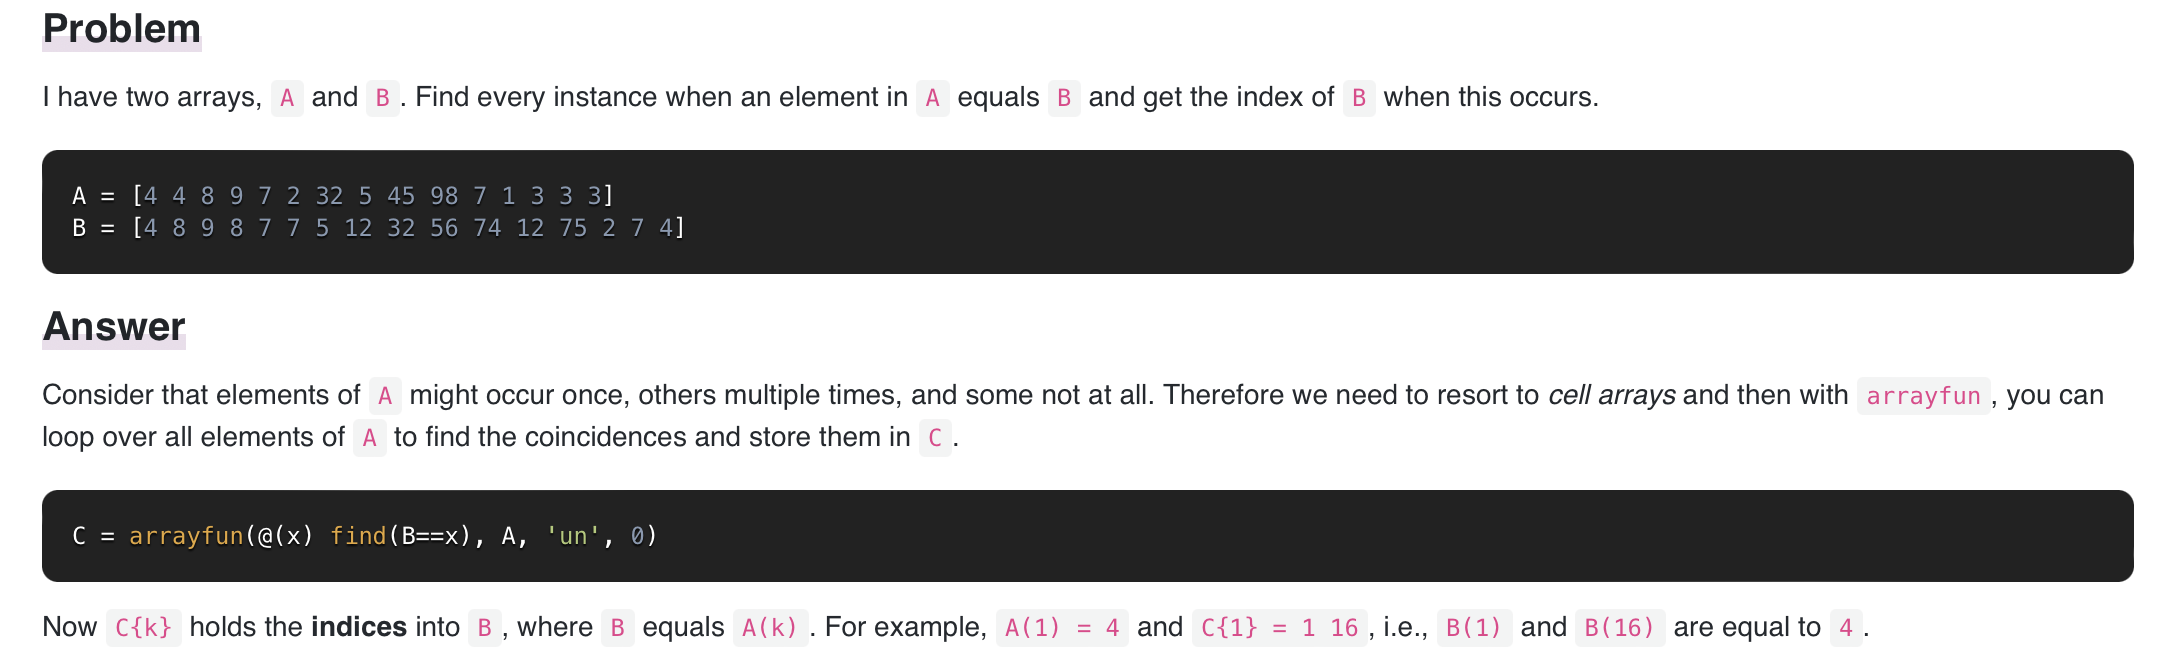 Problem
I have two arrays, A and B. Find every instance when an element in A equals B and get the index of B when this occurs.
A = [4 4 8 9 7 2 32 5 45 98 7 1 3 3 3]
B = [4 8 9 8 7 7 5 12 32 56 74 12 75 2 7 4]
Answer
Consider that elements of A might occur once, others multiple times, and some not at all. Therefore we need to resort to cell arrays and then with arrayfun, you can
loop over all elements of A to find the coincidences and store them in C.
C = arrayfun(@(x) find(B==x), A, 'un', 0)
Now C{k} holds the indices into B, where B equals A(k). For example, A(1) = 4 and C{1} = 1 16, i.e., B(1) and B(16) are equal to 4.